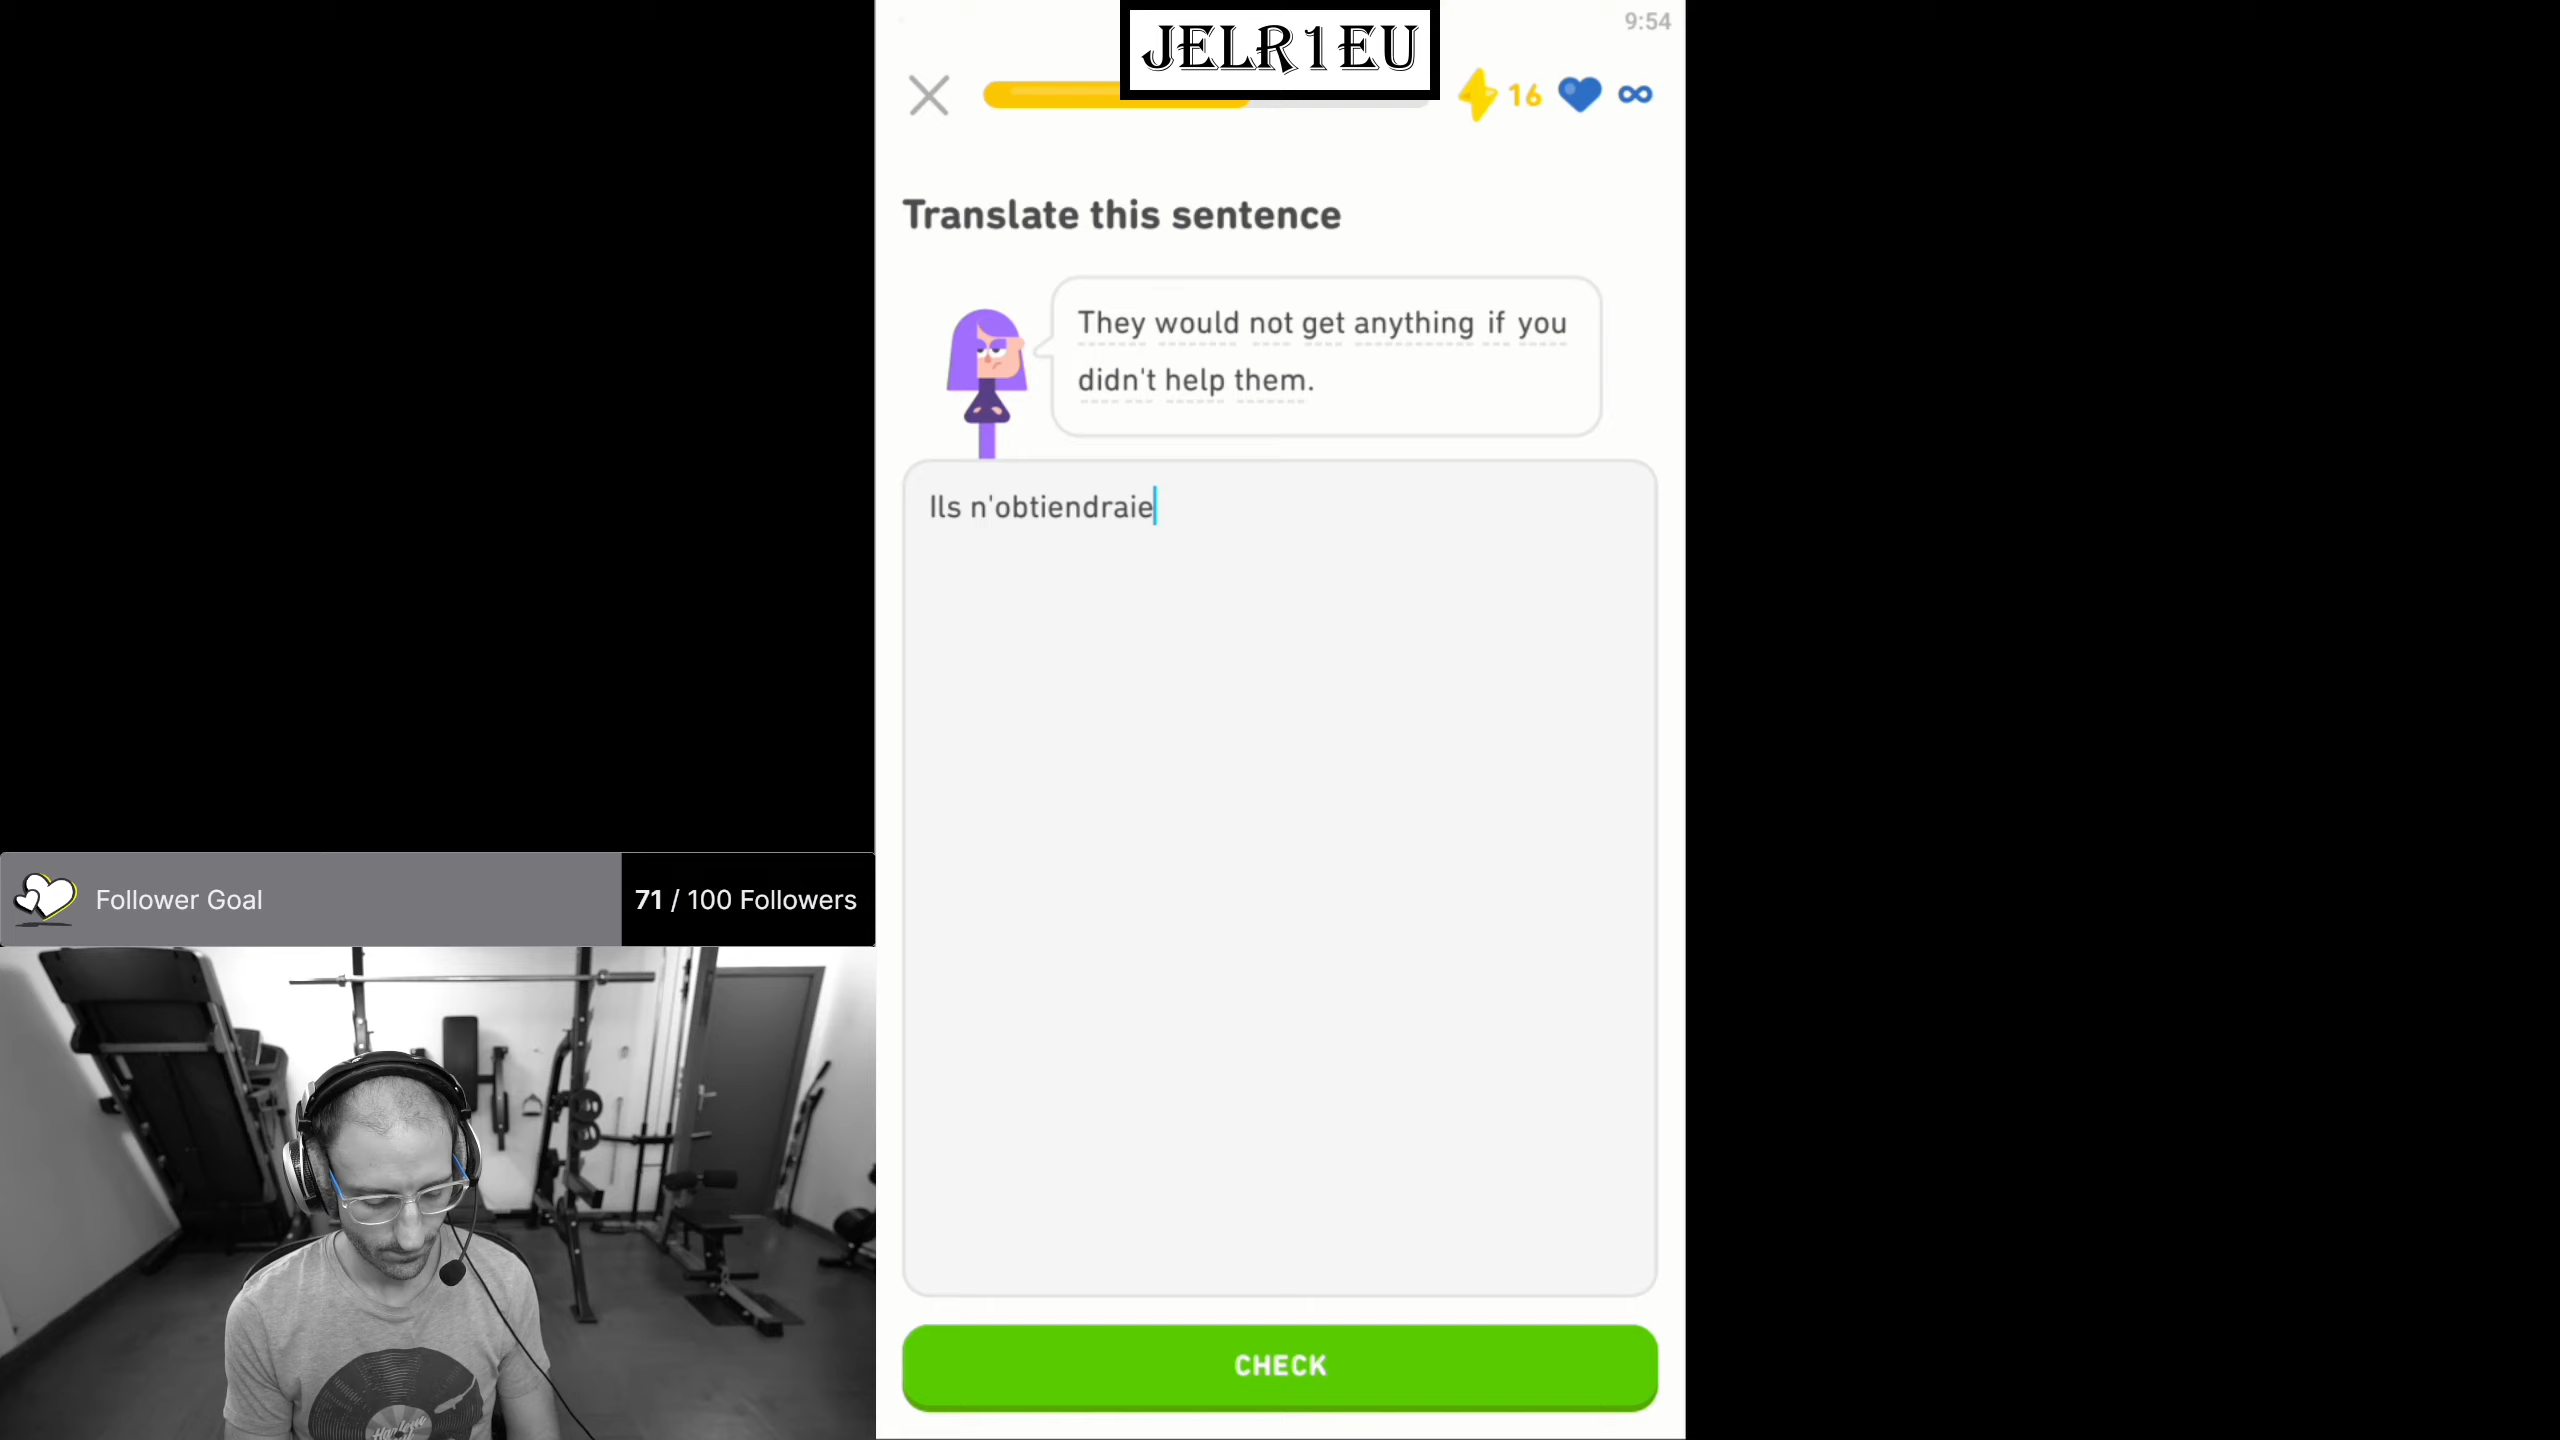 JELR1EU
9:54
16
Translate this sentence
They would not get anything if you
didn't help them.
Ils n'obtiendraie
Follower Goal
71 / 100 Followers
CHECK